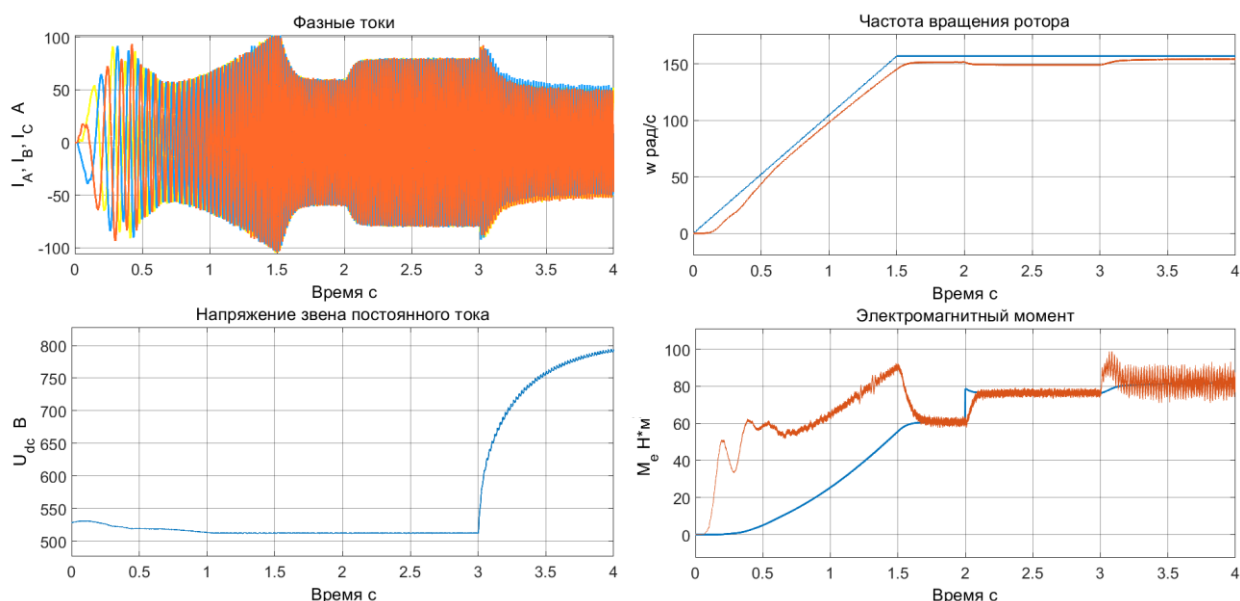 Фазные токи
I_A, I_B, I_C A
100
50
0
-50
-100
0 0.5 1 1.5 2 2.5 3 3.5 4
Время с
Частота вращения ротора
w рад/с
150
100
50
0
0 0.5 1 1.5 2 2.5 3 3.5 4
Время с
Напряжение звена постоянного тока
U_dc В
800
750
700
650
600
550
500
0 0.5 1 1.5 2 2.5 3 3.5 4
Время с
Электромагнитный момент
M_e Н*м
100
80
60
40
20
0
0 0.5 1 1.5 2 2.5 3 3.5 4
Время с